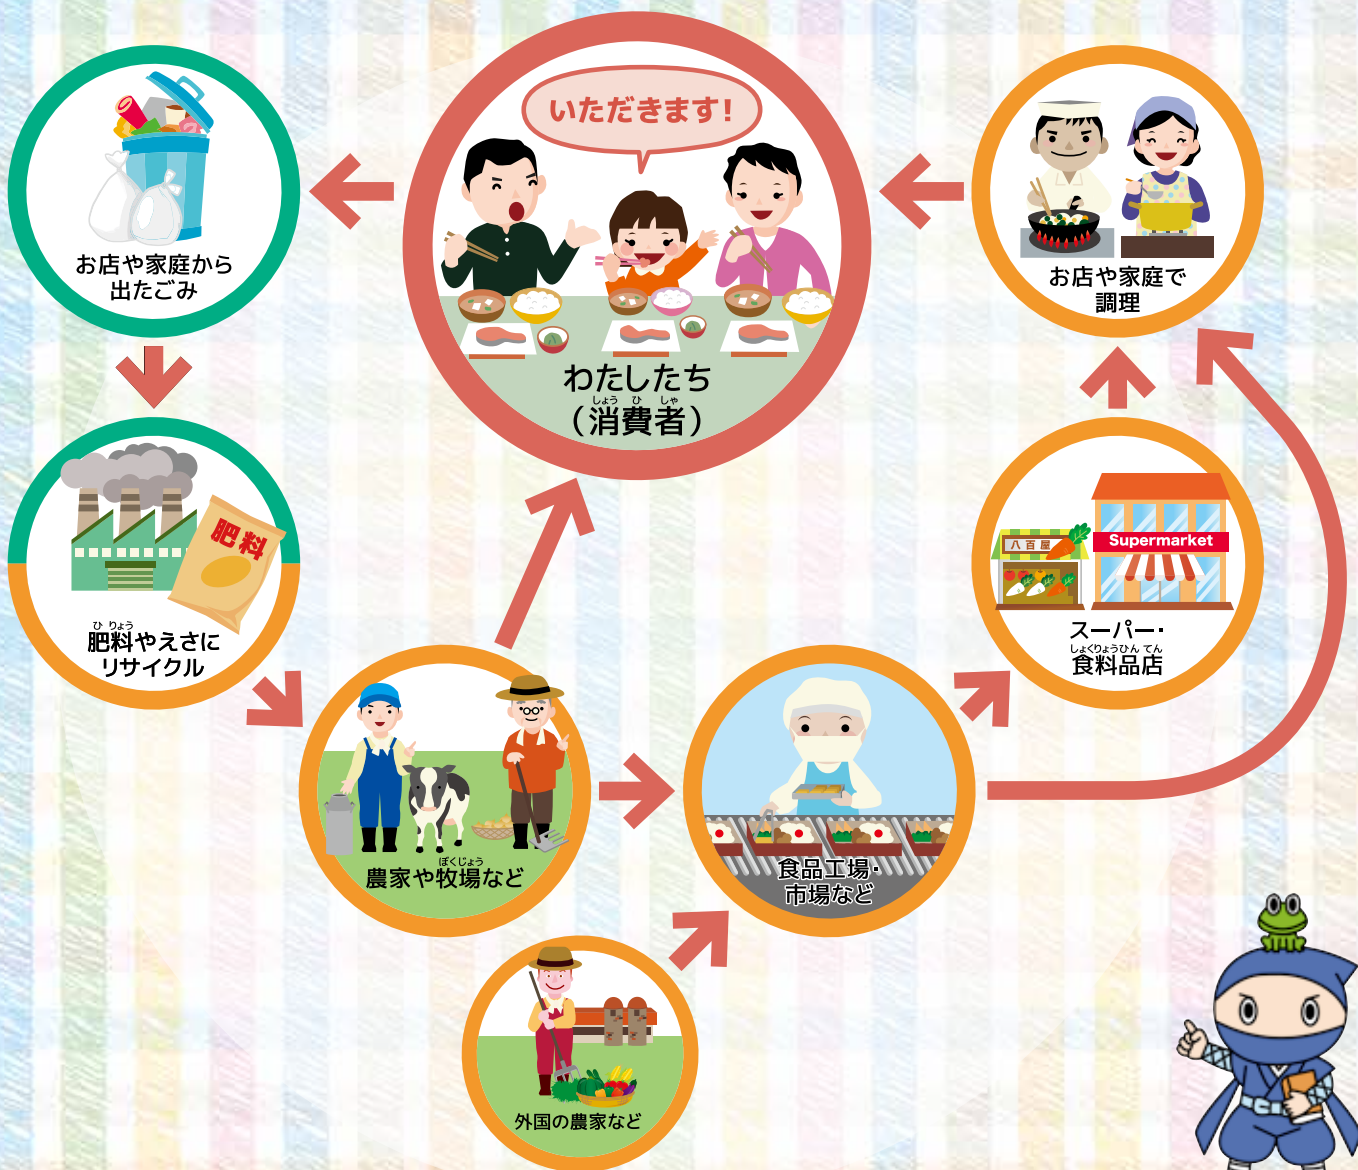 いただきます!
わたしたち
しょう ひ しゃ
(消費者)
お店や家庭から
出たごみ
肥料
ひ りょう
肥料やえさに
リサイクル
ぼくじょう
農家や牧場など
外国の農家など
食品工場・
市場など
八百屋
Supermarket
スーパー・
しょくりょうひん てん
食料品店
お店や家庭で
調理